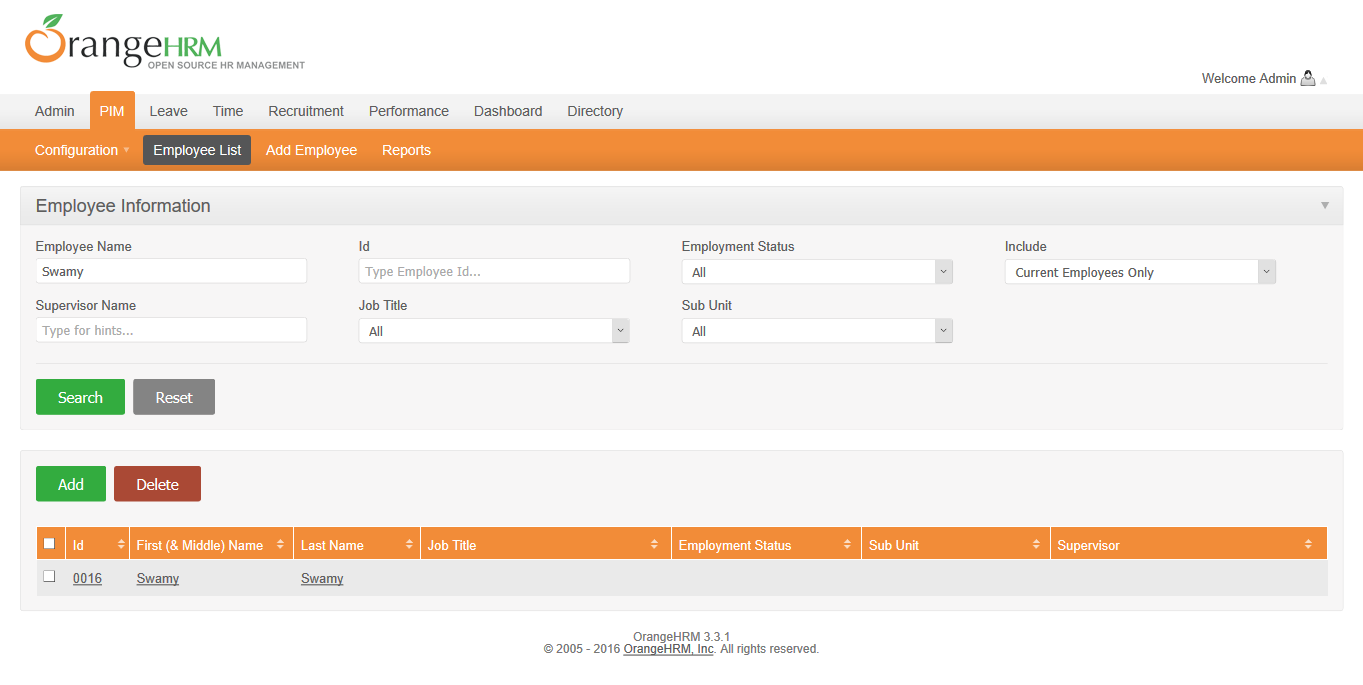 OrangeHRM
OPEN SOURCE HR MANAGEMENT
Welcome Admin
Admin PIM Leave Time Recruitment Performance Dashboard Directory
Configuration Employee List Add Employee Reports
Employee Information
Employee Name Id Employment Status Include
Swamy Type Employee Id... All Current Employees Only
Supervisor Name Job Title Sub Unit
Type for hints... All All
Search Reset
Add Delete
Id First (& Middle) Name Last Name Job Title Employment Status Sub Unit Supervisor
0016 Swamy Swamy
OrangeHRM 3.3.1
© 2005 - 2016 OrangeHRM, Inc. All rights reserved.